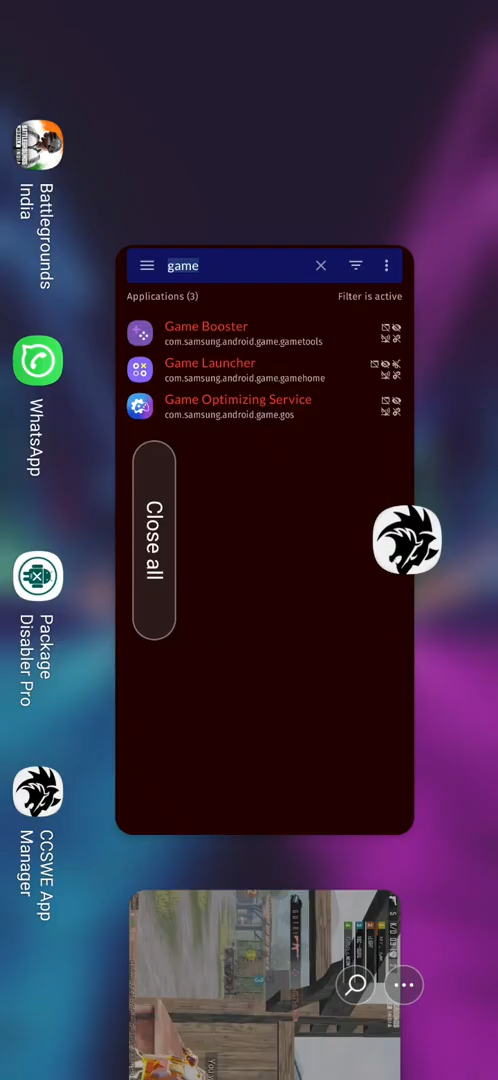 game
Applications (3)
Filter is active
Game Booster
com.samsung.android.game.gametools
Game Launcher
com.samsung.android.game.gamehome
Game Optimizing Service
com.samsung.android.game.gos
Close all
Battlegrounds
India
WhatsApp
Package
Disabler Pro
CCSWE App
Manager